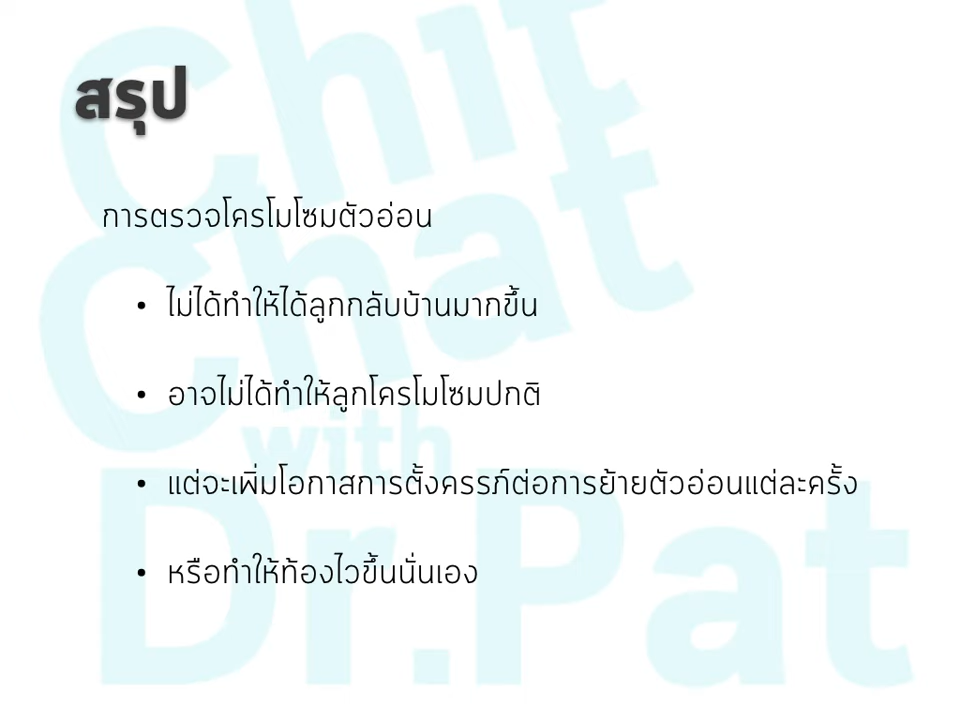 สรุป
การตรวจโครโมโซมตัวอ่อน
• ไม่ได้ทำให้ได้ลูกกลับบ้านมากขึ้น
• อาจไม่ได้ทำให้ลูกโครโมโซมปกติ
• แต่จะเพิ่มโอกาสการตั้งครรภ์ต่อการย้ายตัวอ่อนแต่ละครั้ง
• หรือทำให้ท้องไวขึ้นนั่นเอง
Chit
Chat
with
Dr.Pat